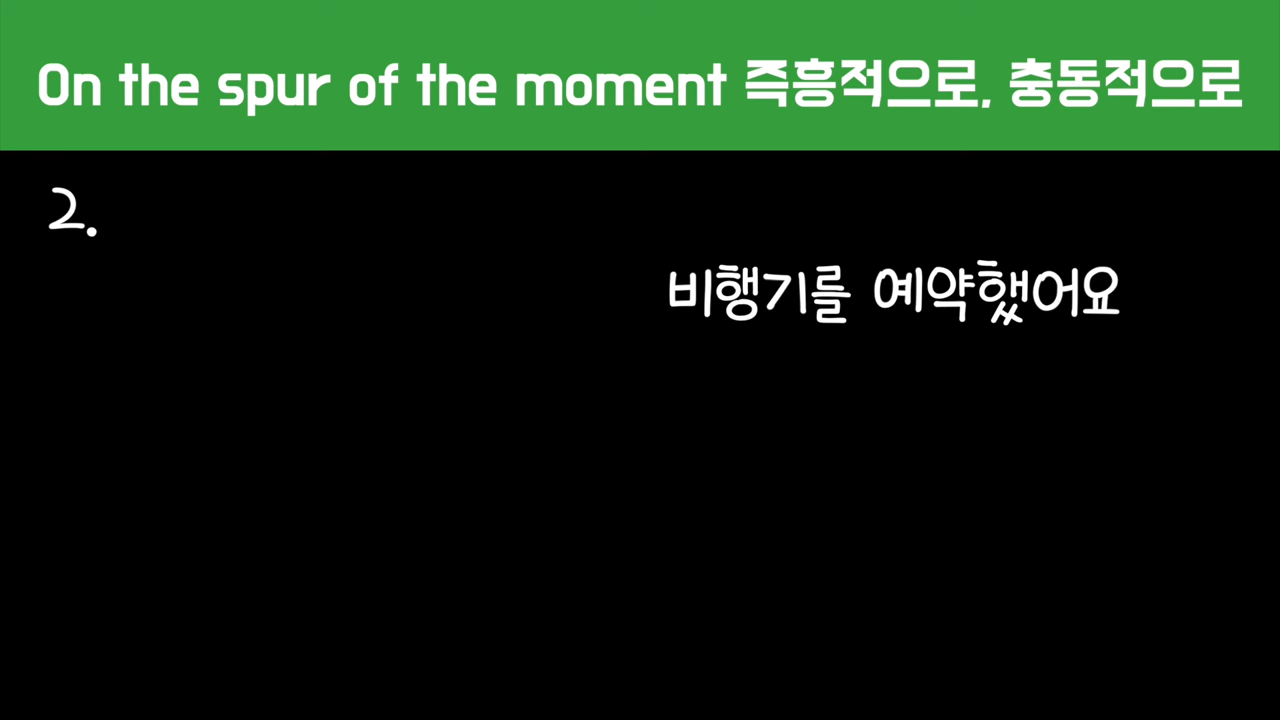 On the spur of the moment 즉흥적으로, 충동적으로
2.
비행기를 예약했어요